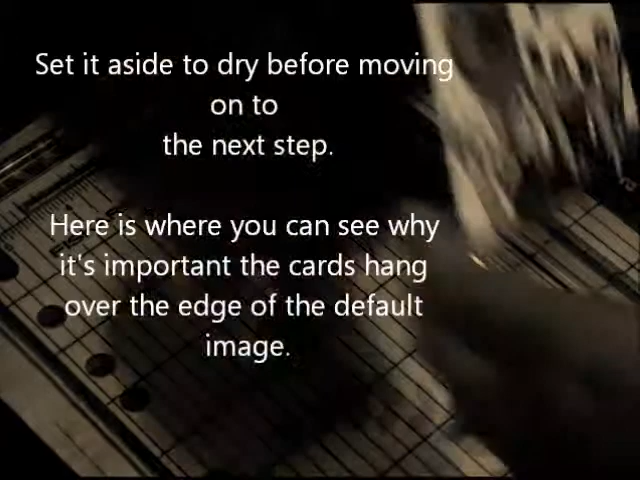 Set it aside to dry before moving
on to
the next step.
Here is where you can see why
it's important the cards hang
over the edge of the default
image.